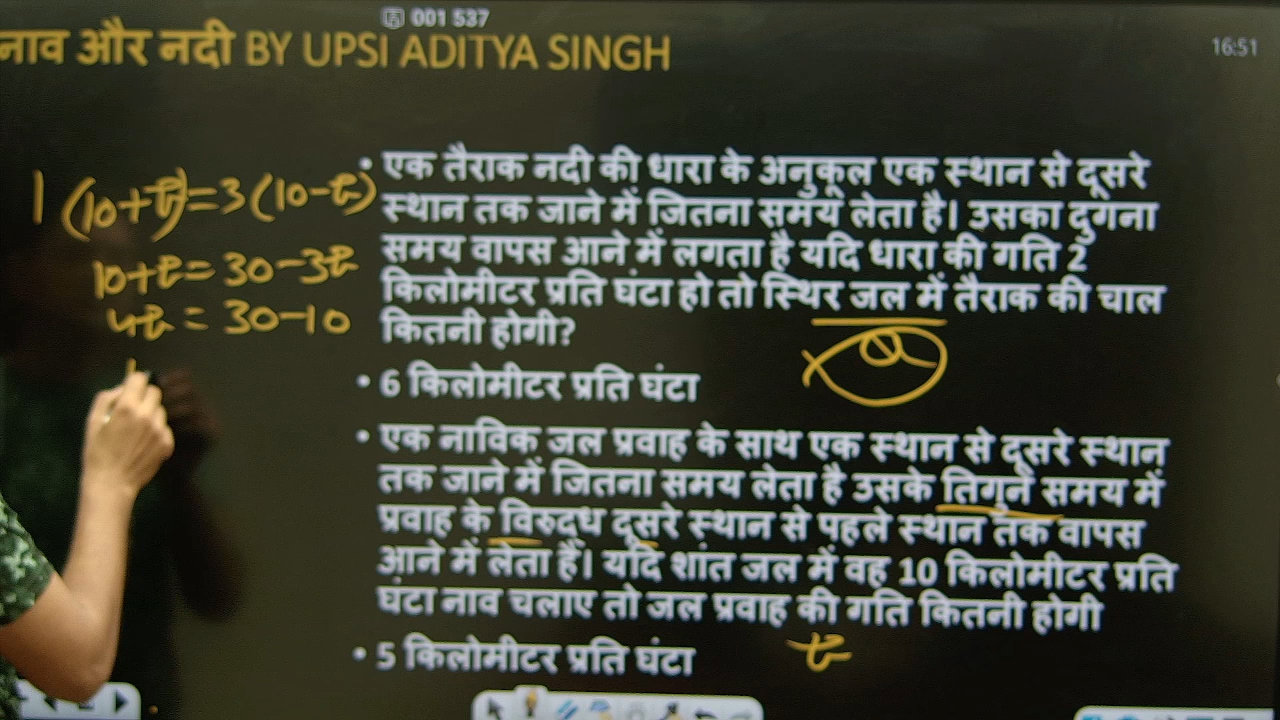 001 537
नाव और नदी BY UPSI ADITYA SINGH
16:51
1 (10+ध)=3(10-ध)
10+ध=30-3ध
4ध = 30-10
• एक तैराक नदी की धारा के अनुकूल एक स्थान से दूसरे
स्थान तक जाने में जितना समय लेता है। उसका दुगना
समय वापस आने में लगता है यदि धारा की गति 2
किलोमीटर प्रति घंटा हो तो स्थिर जल में तैराक की चाल
कितनी होगी?
• 6 किलोमीटर प्रति घंटा
• एक नाविक जल प्रवाह के साथ एक स्थान से दूसरे स्थान
तक जाने में जितना समय लेता है उसके तिगुने समय में
प्रवाह के विरुद्ध दूसरे स्थान से पहले स्थान तक वापस
आने में लेता है। यदि शांत जल में वह 10 किलोमीटर प्रति
घंटा नाव चलाए तो जल प्रवाह की गति कितनी होगी
ध
• 5 किलोमीटर प्रति घंटा